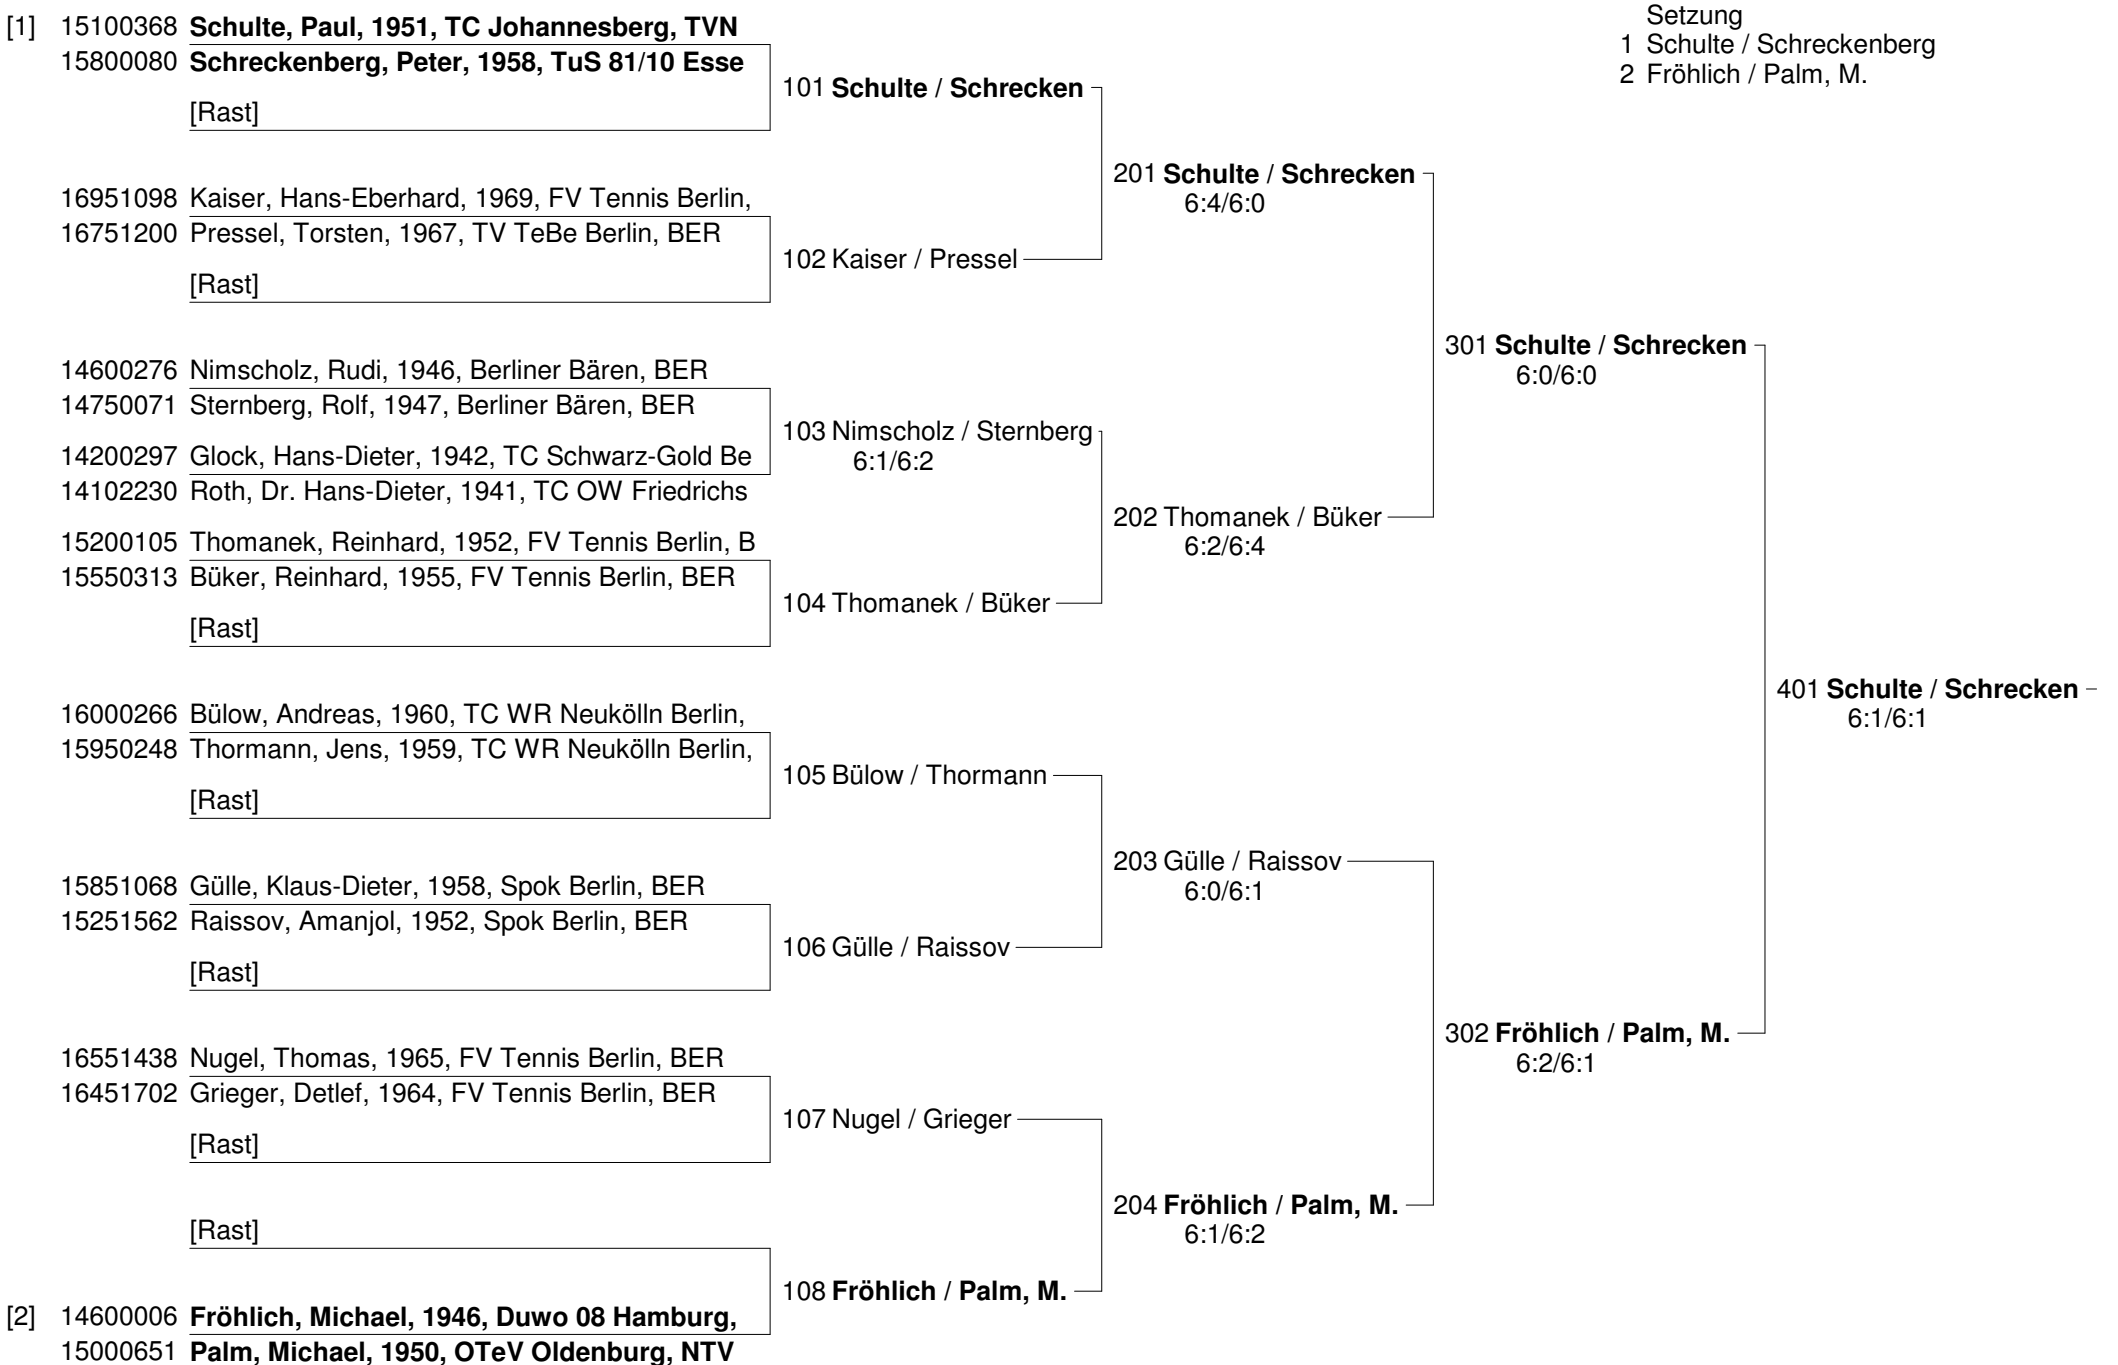 [1] 15100368 Schulte, Paul, 1951, TC Johannesberg, TVN
15800080 Schreckenberg, Peter, 1958, TuS 81/10 Esse
[Rast]
16951098 Kaiser, Hans-Eberhard, 1969, FV Tennis Berlin,
16751200 Pressel, Torsten, 1967, TV TeBe Berlin, BER
[Rast]
14600276 Nimscholz, Rudi, 1946, Berliner Bären, BER
14750071 Sternberg, Rolf, 1947, Berliner Bären, BER
14200297 Glock, Hans-Dieter, 1942, TC Schwarz-Gold Be
14102230 Roth, Dr. Hans-Dieter, 1941, TC OW Friedrichs
15200105 Thomanek, Reinhard, 1952, FV Tennis Berlin, B
15550313 Büker, Reinhard, 1955, FV Tennis Berlin, BER
[Rast]
16000266 Bülow, Andreas, 1960, TC WR Neukölln Berlin,
15950248 Thormann, Jens, 1959, TC WR Neukölln Berlin,
[Rast]
15851068 Gülle, Klaus-Dieter, 1958, Spok Berlin, BER
15251562 Raissov, Amanjol, 1952, Spok Berlin, BER
[Rast]
16551438 Nugel, Thomas, 1965, FV Tennis Berlin, BER
16451702 Grieger, Detlef, 1964, FV Tennis Berlin, BER
[Rast]
[Rast]
[2] 14600006 Fröhlich, Michael, 1946, Duwo 08 Hamburg,
15000651 Palm, Michael, 1950, OTeV Oldenburg, NTV
101 Schulte / Schrecken
102 Kaiser / Pressel
103 Nimscholz / Sternberg
6:1/6:2
104 Thomanek / Büker
105 Bülow / Thormann
106 Gülle / Raissov
107 Nugel / Grieger
108 Fröhlich / Palm, M.
201 Schulte / Schrecken
6:4/6:0
202 Thomanek / Büker
6:2/6:4
203 Gülle / Raissov
6:0/6:1
204 Fröhlich / Palm, M.
6:1/6:2
301 Schulte / Schrecken
6:0/6:0
302 Fröhlich / Palm, M.
6:2/6:1
401 Schulte / Schrecken
6:1/6:1
Setzung
1 Schulte / Schreckenberg
2 Fröhlich / Palm, M.